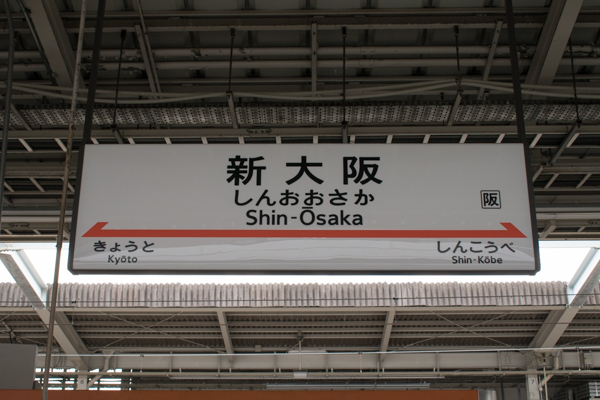 新大阪
しんおおさか
Shin-Ōsaka
阪
きょうと
Kyōto
しんこうべ
Shin-Kōbe